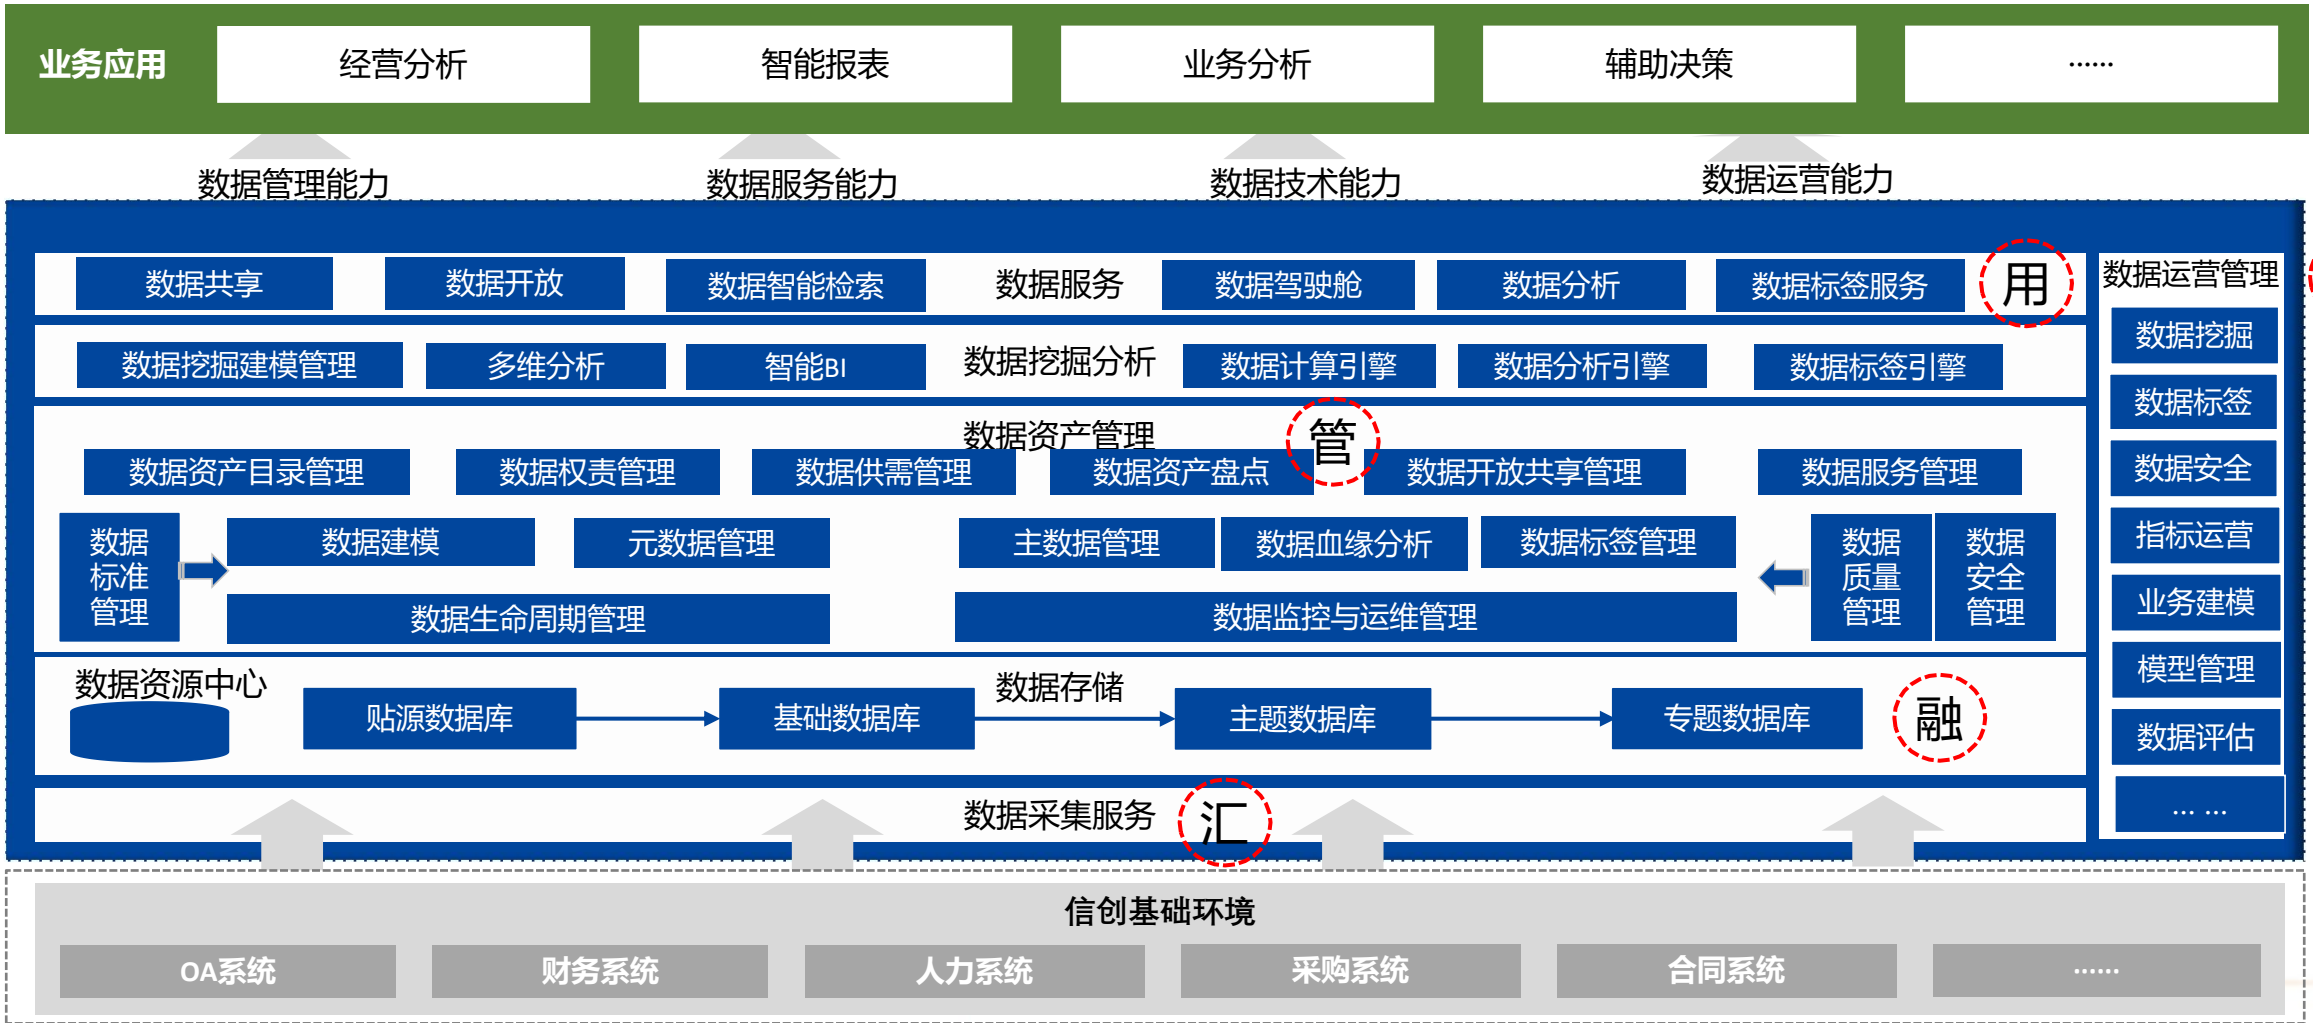 业务应用
经营分析
智能报表
业务分析
辅助决策
······
数据管理能力
数据服务能力
数据技术能力
数据运营能力
数据共享
数据开放
数据智能检索
数据服务
数据驾驶舱
数据分析
数据标签服务
用
数据挖掘建模管理
多维分析
智能BI
数据挖掘分析
数据计算引擎
数据分析引擎
数据标签引擎
数据资产管理
管
数据资产目录管理
数据权责管理
数据供需管理
数据资产盘点
数据开放共享管理
数据服务管理
数据
标准
管理
数据建模
元数据管理
主数据管理
数据血缘分析
数据标签管理
数据生命周期管理
数据监控与运维管理
数据
质量
管理
数据
安全
管理
数据资源中心
数据存储
贴源数据库
基础数据库
主题数据库
专题数据库
融
数据采集服务
汇
数据运营管理
数据挖掘
数据标签
数据安全
指标运营
业务建模
模型管理
数据评估
... ...
信创基础环境
OA系统
财务系统
人力系统
采购系统
合同系统
······